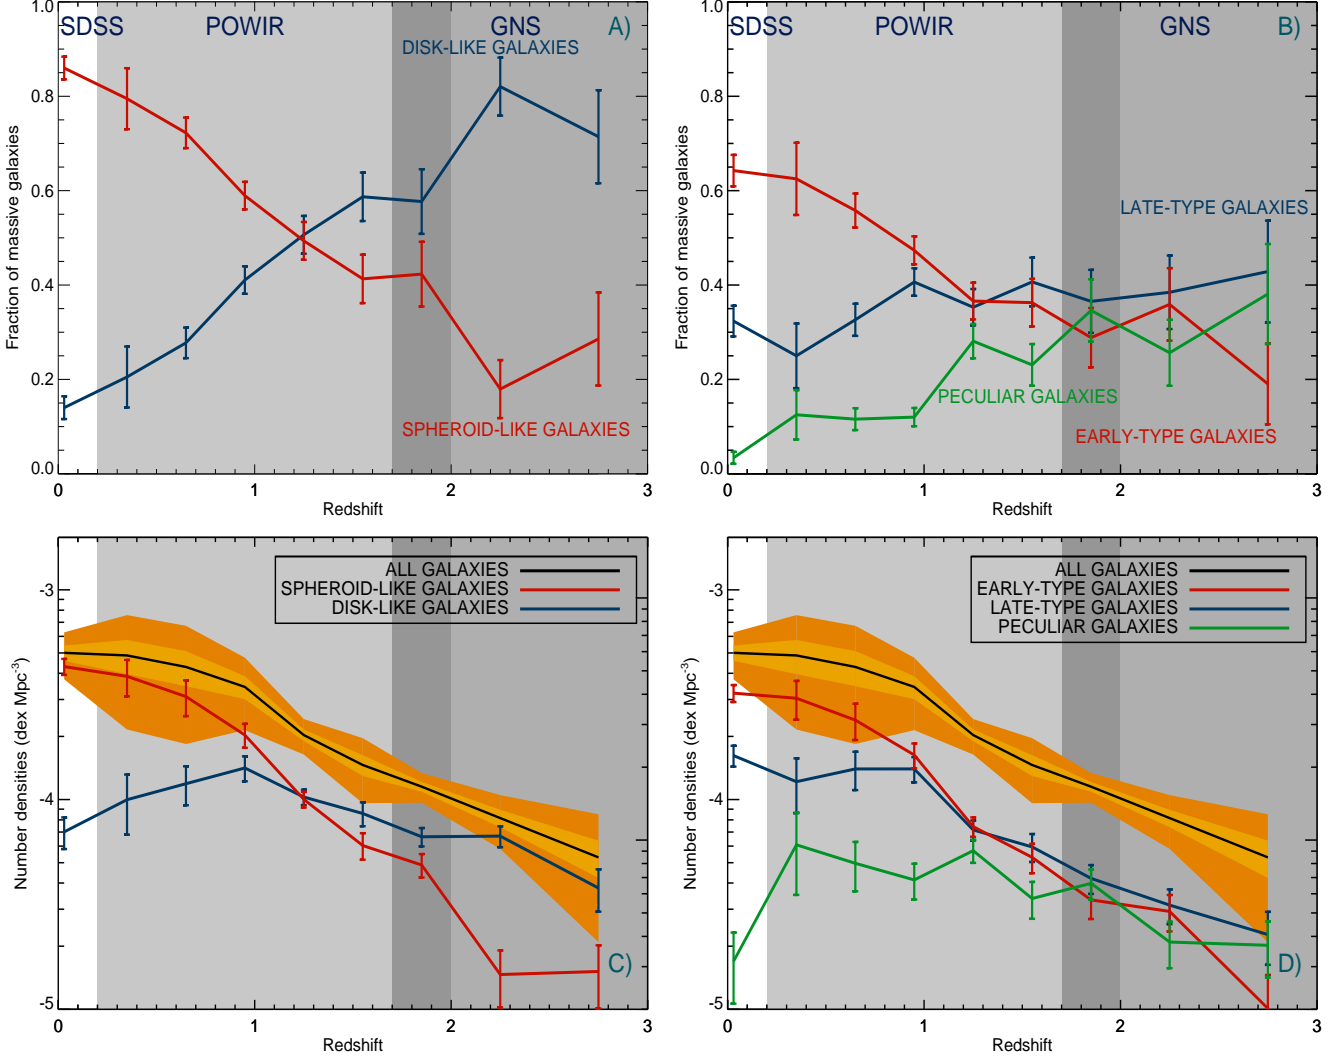 SDSS POWIR GNS A)
DISK-LIKE GALAXIES
SPHEROID-LIKE GALAXIES
1.0
0.8
0.6
0.4
0.2
0.0
Fraction of massive galaxies
0 1 2 3
Redshift
SDSS POWIR GNS B)
LATE-TYPE GALAXIES
PECULIAR GALAXIES
EARLY-TYPE GALAXIES
1.0
0.8
0.6
0.4
0.2
0.0
Fraction of massive galaxies
0 1 2 3
Redshift
ALL GALAXIES
SPHEROID-LIKE GALAXIES
DISK-LIKE GALAXIES
-3
-4
-5
Number densities (dex Mpc⁻³)
C)
0 1 2 3
Redshift
ALL GALAXIES
EARLY-TYPE GALAXIES
LATE-TYPE GALAXIES
PECULIAR GALAXIES
-3
-4
-5
Number densities (dex Mpc⁻³)
D)
0 1 2 3
Redshift